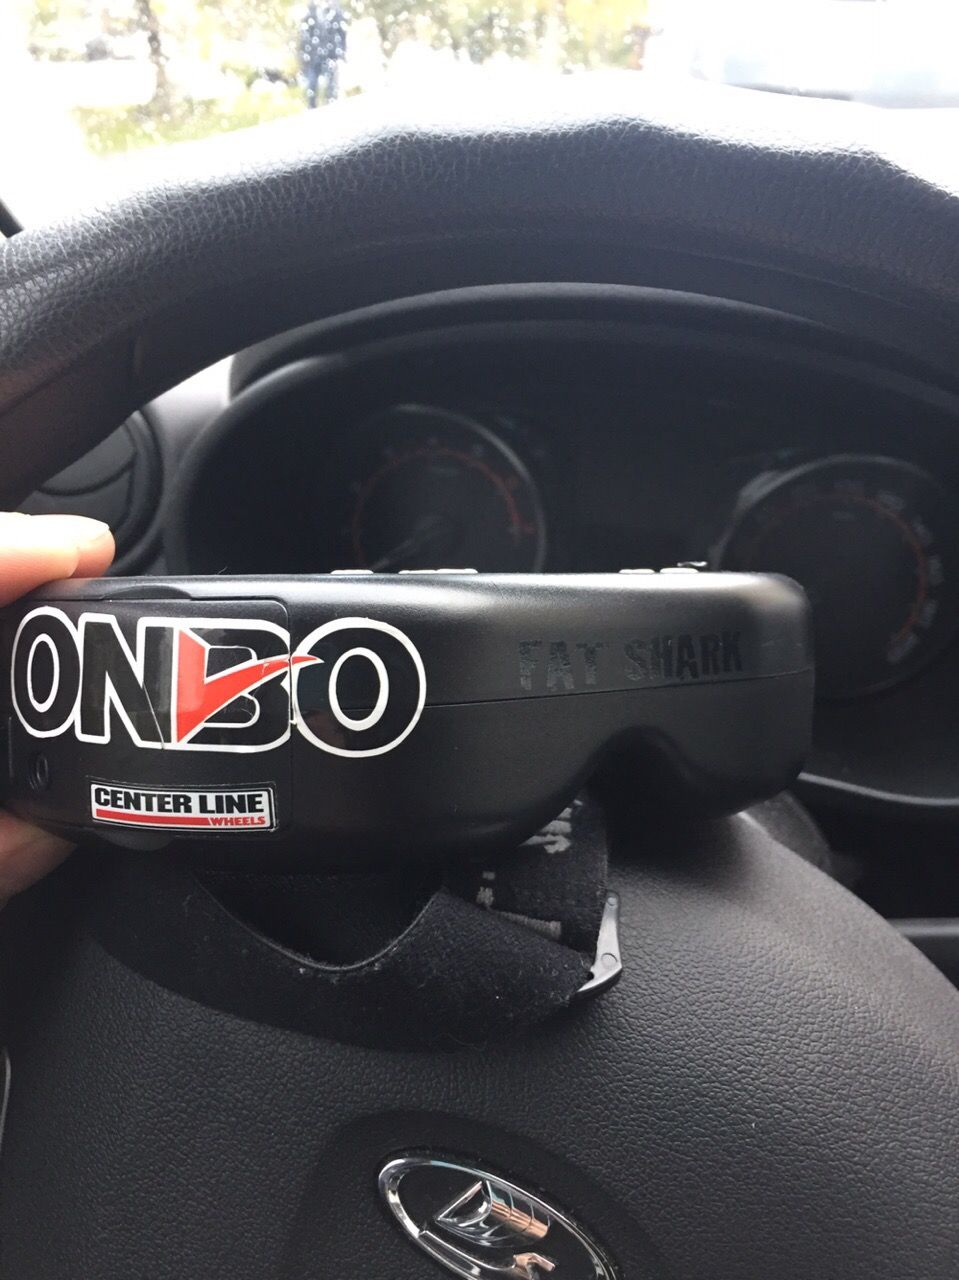 ONBO
FAT SHARK
CENTER LINE
WHEELS